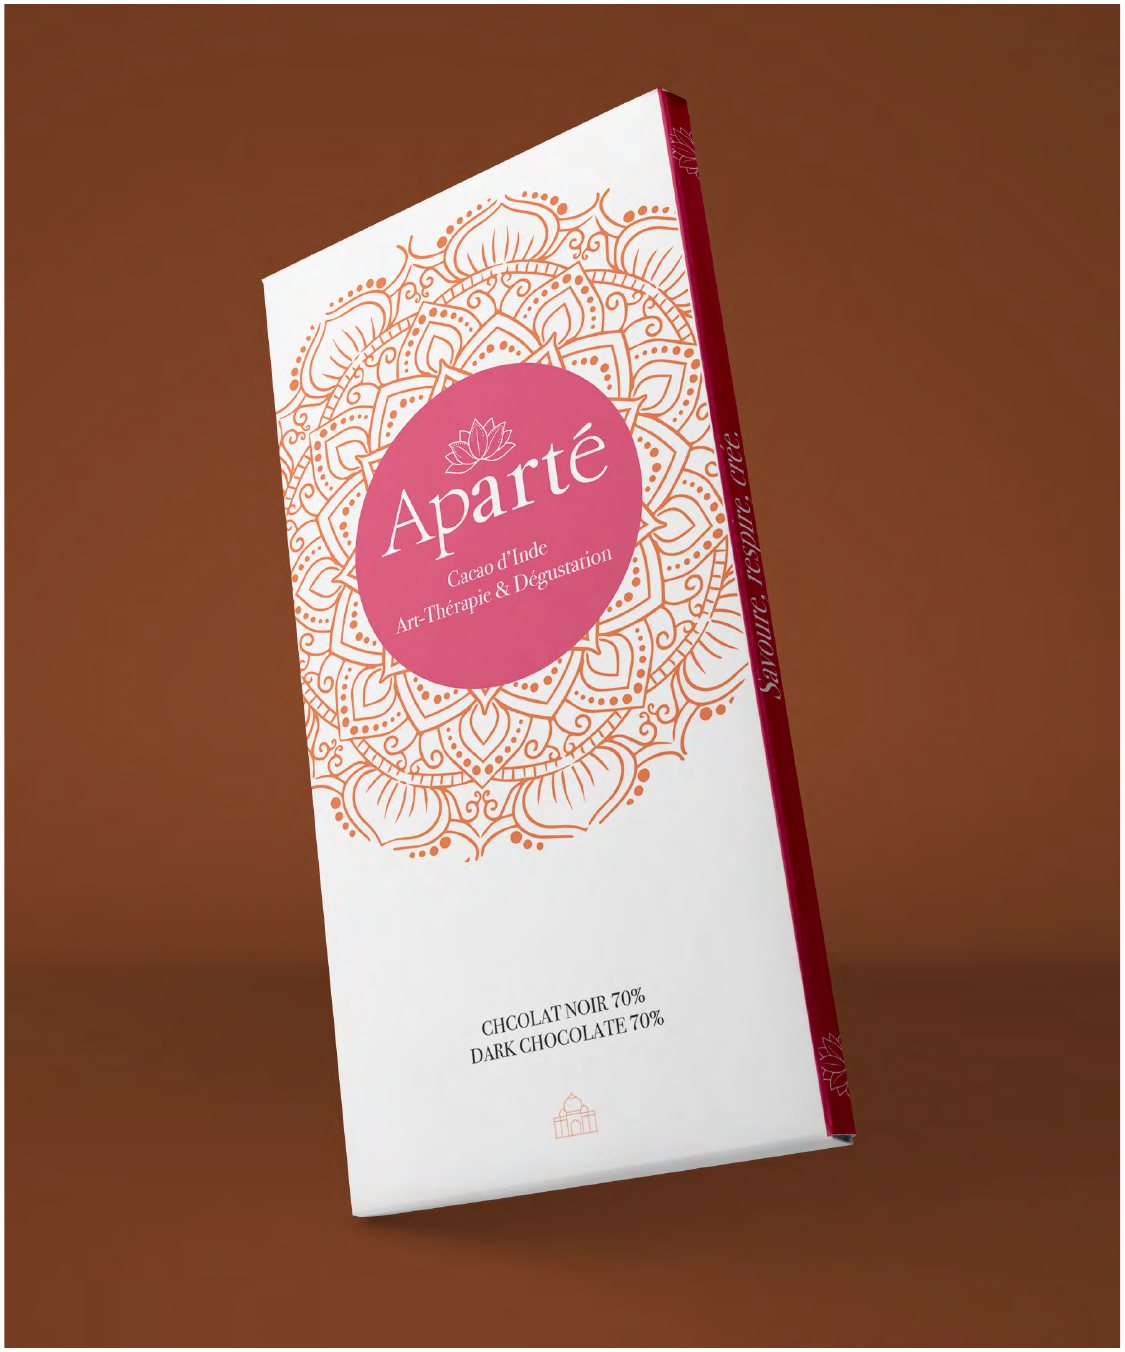 Aparté
Cacao d'Inde
Art-Thérapie & Dégustation
Savoure, respire, crée.
CHCOLAT NOIR 70%
DARK CHOCOLATE 70%